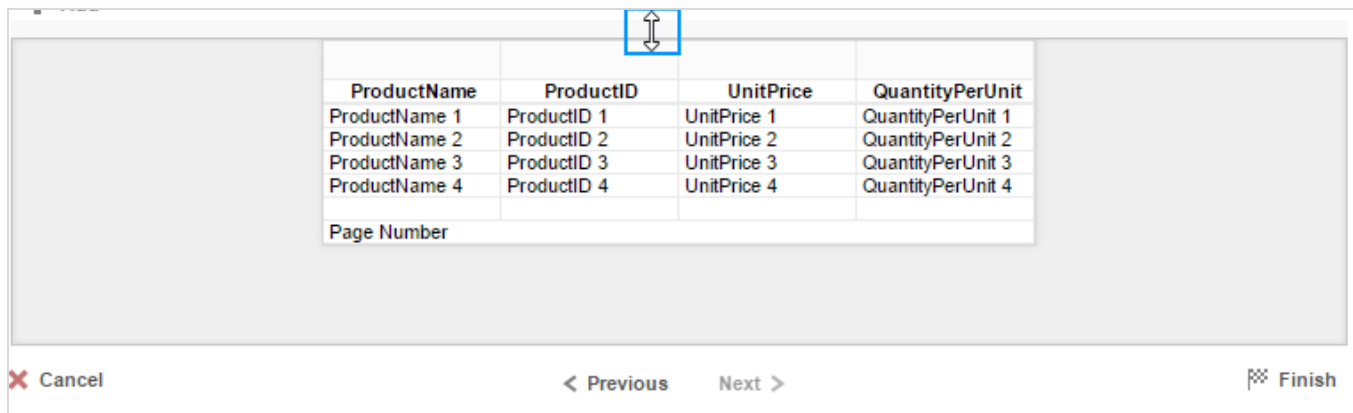 ProductName ProductID UnitPrice QuantityPerUnit
ProductName 1 ProductID 1 UnitPrice 1 QuantityPerUnit 1
ProductName 2 ProductID 2 UnitPrice 2 QuantityPerUnit 2
ProductName 3 ProductID 3 UnitPrice 3 QuantityPerUnit 3
ProductName 4 ProductID 4 UnitPrice 4 QuantityPerUnit 4
Page Number
Cancel < Previous Next > Finish